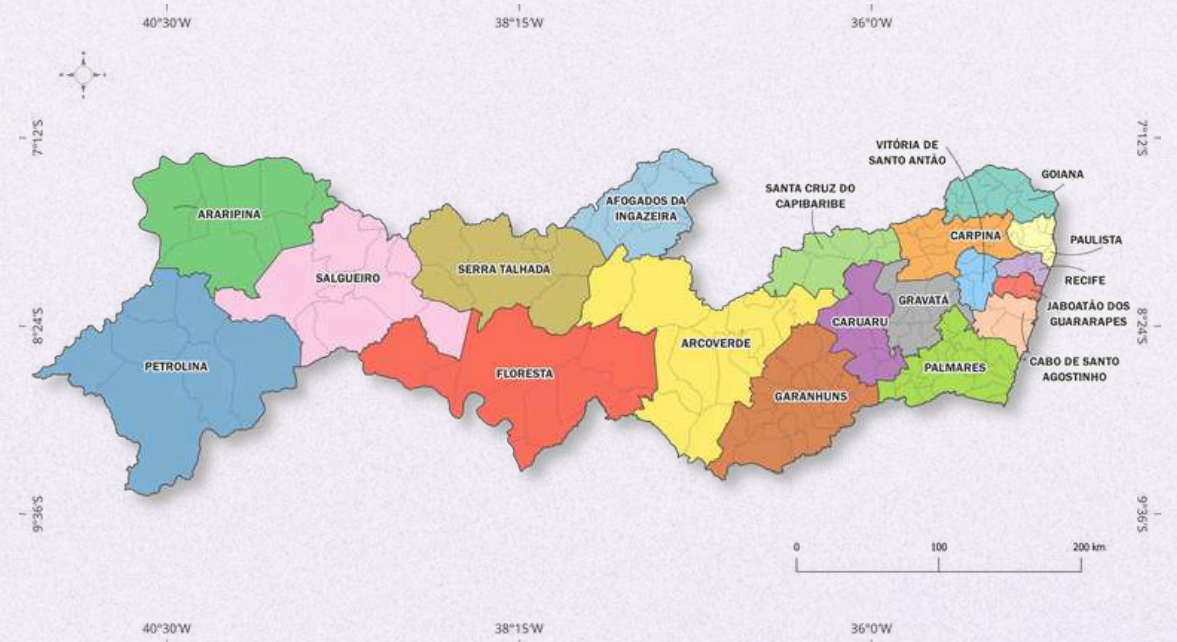 40°30'W
38°15'W
36°0'W
7°12'S
7°12'S
VITÓRIA DE
SANTO ANTÃO
GOIANA
SANTA CRUZ DO
CAPIBARIBE
AFOGADOS DA
INGAZEIRA
ARARIPINA
CARPINA
PAULISTA
SERRA TALHADA
SALGUEIRO
RECIFE
GRAVATÁ
JABOATÃO DOS
GUARARAPES
CARUARU
8°24'S
8°24'S
ARCOVERDE
PETROLINA
FLORESTA
PALMARES
CABO DE SANTO
AGOSTINHO
GARANHUNS
9°36'S
9°36'S
0 100 200 km
40°30'W
38°15'W
36°0'W